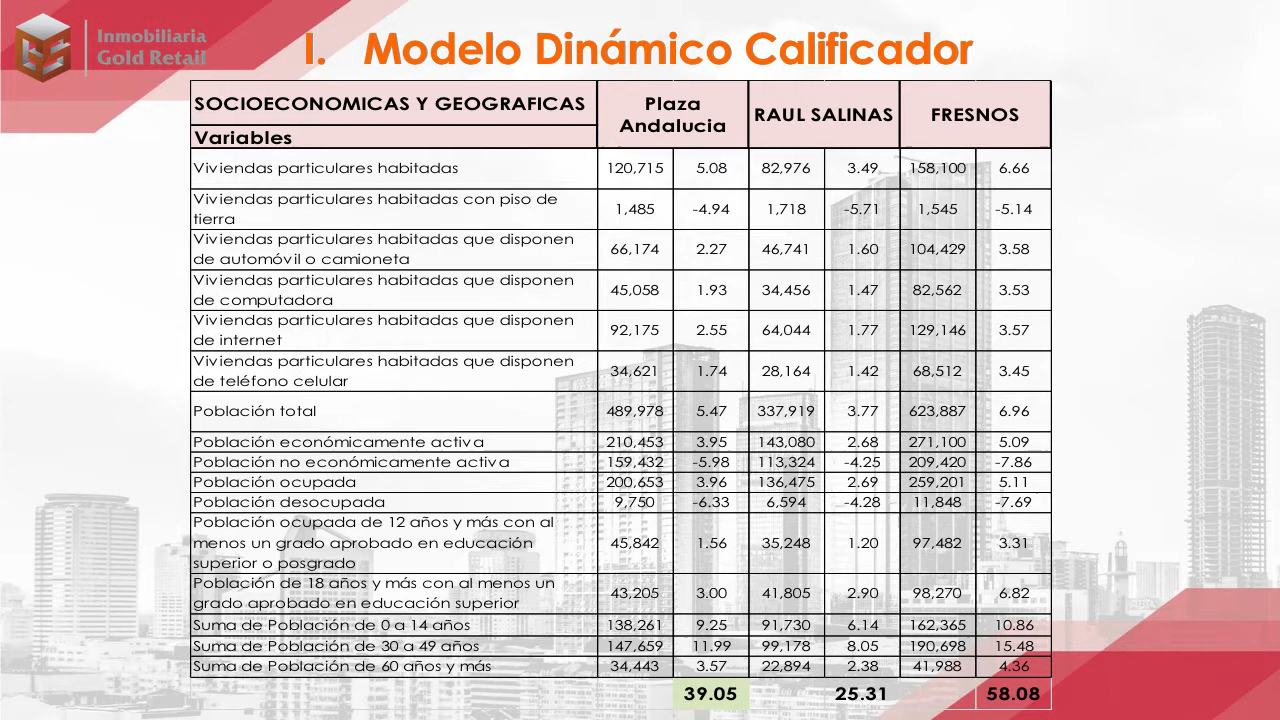 Inmobiliaria
Gold Retail
I. Modelo Dinámico Calificador
SOCIOECONOMICAS Y GEOGRAFICAS
Variables
Plaza
Andalucia
RAUL SALINAS
FRESNOS
Viviendas particulares habitadas 120,715 5.08 82,976 3.49 158,100 6.66
Viviendas particulares habitadas con piso de
tierra 1,485 -4.94 1,718 -5.71 1,545 -5.14
Viviendas particulares habitadas que disponen
de automóvil o camioneta 66,174 2.27 46,741 1.60 104,429 3.58
Viviendas particulares habitadas que disponen
de computadora 45,058 1.93 34,456 1.47 82,562 3.53
Viviendas particulares habitadas que disponen
de internet 92,175 2.55 64,044 1.77 129,146 3.57
Viviendas particulares habitadas que disponen
de teléfono celular 34,621 1.74 28,164 1.42 68,512 3.45
Población total 489,978 5.47 337,919 3.77 623,887 6.96
Población económicamente activa 210,453 3.95 143,080 2.68 271,100 5.09
Población no económicamente activa 159,432 -5.98 113,324 -4.25 209,420 -7.86
Población ocupada 200,653 3.96 136,475 2.69 259,201 5.11
Población desocupada 9,750 -6.33 6,594 -4.28 11,848 -7.69
Población ocupada de 12 años y más con al
menos un grado aprobado en educación
superior o posgrado 45,842 1.56 35,248 1.20 97,482 3.31
Población de 18 años y más con al menos un
grado aprobado en educación superior 43,205 3.00 41,805 2.90 98,270 6.82
Suma de Población de 0 a 14 años 138,261 9.25 91,730 6.14 162,365 10.86
Suma de Población de 30 a 49 años 147,659 11.99 99,178 8.05 190,698 15.48
Suma de Población de 60 años y más 34,443 3.57 22,894 2.38 41,988 4.36
39.05 25.31 58.08